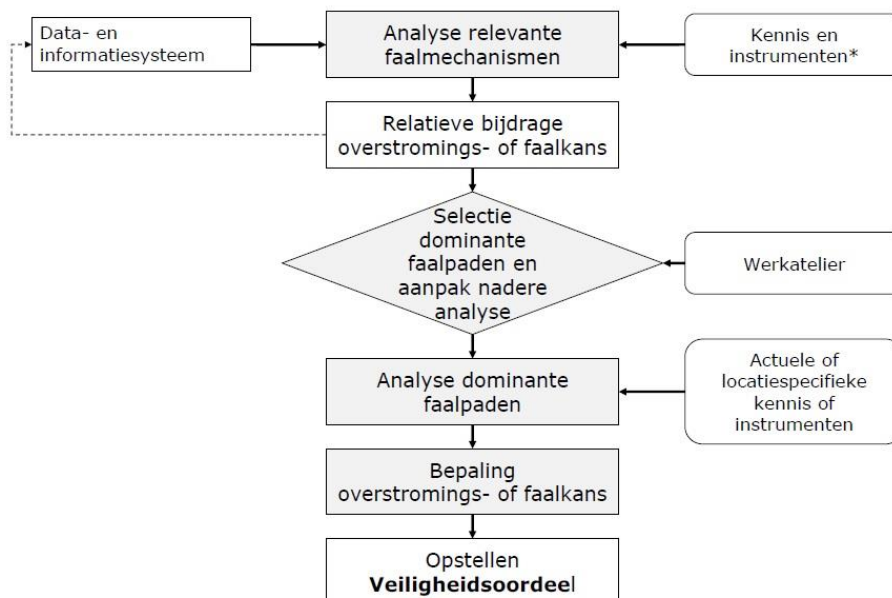 Data- en
informatiesysteem
Analyse relevante
faalmechanismen
Kennis en
instrumenten*
Relatieve bijdrage
overstromings- of faalkans
Selectie
dominante
faalpaden en
aanpak nadere
analyse
Werkatelier
Analyse dominante
faalpaden
Actuele of
locatiespecifieke
kennis of
instrumenten
Bepaling
overstromings- of faalkans
Opstellen
Veiligheidsoordeel